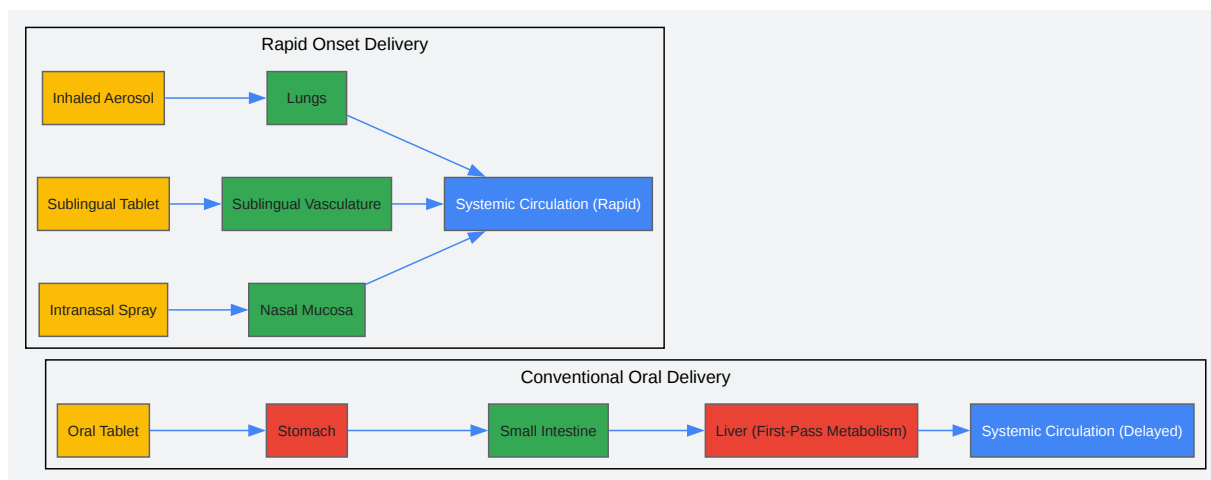 Rapid Onset Delivery
Inhaled Aerosol
Lungs
Sublingual Tablet
Sublingual Vasculature
Systemic Circulation (Rapid)
Intranasal Spray
Nasal Mucosa
Conventional Oral Delivery
Oral Tablet
Stomach
Small Intestine
Liver (First-Pass Metabolism)
Systemic Circulation (Delayed)